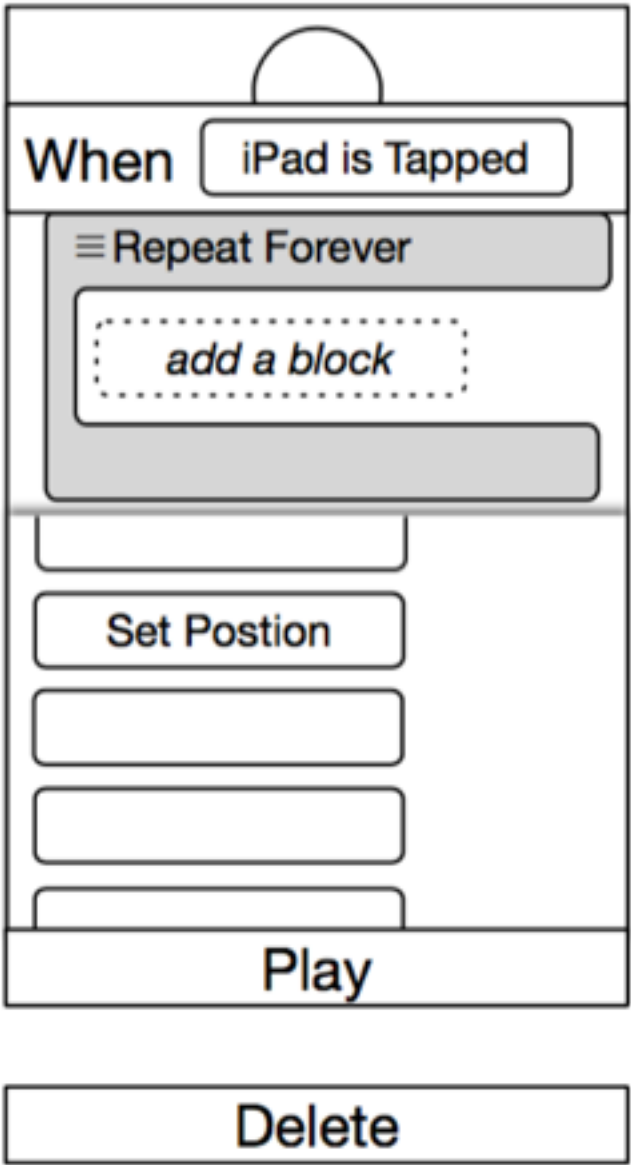 When iPad is Tapped
Repeat Forever
add a block
Set Postion
Play
Delete